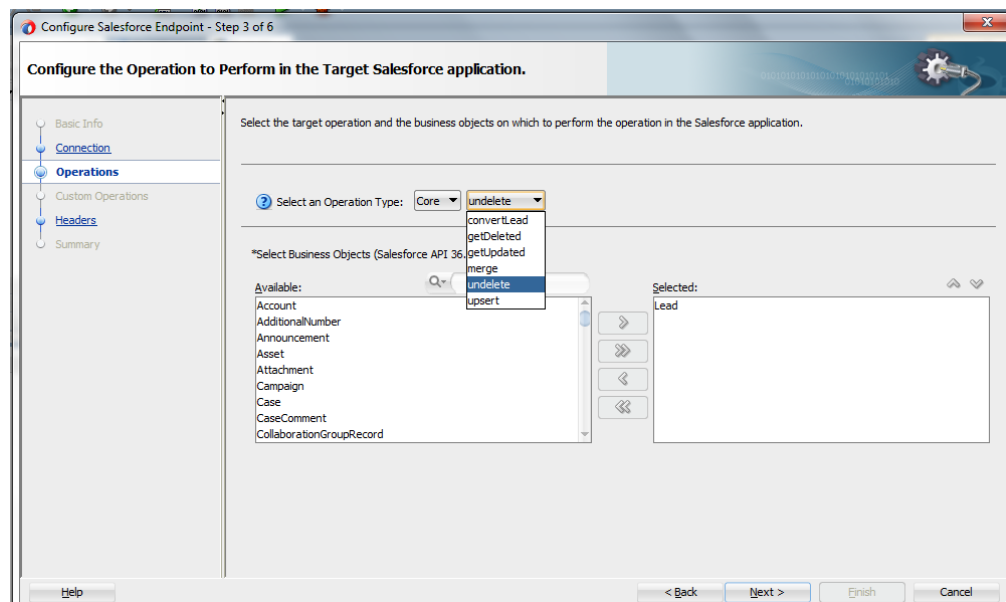 Configure Salesforce Endpoint - Step 3 of 6
Configure the Operation to Perform in the Target Salesforce application.
Basic Info
Connection
Operations
Custom Operations
Headers
Summary
Select the target operation and the business objects on which to perform the operation in the Salesforce application.
Select an Operation Type: Core undelete
convertLead
getDeleted
getUpdated
merge
undelete
upsert
*Select Business Objects (Salesforce API 36.
Available:
Account
AdditionalNumber
Announcement
Asset
Attachment
Campaign
Case
CaseComment
CollaborationGroupRecord
Selected:
Lead
Help
< Back
Next >
Finish
Cancel